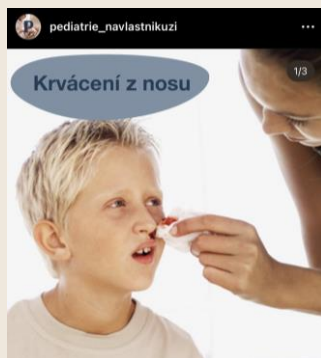 pediatrie_navlastnikuzi
1/3
Krvácení z nosu